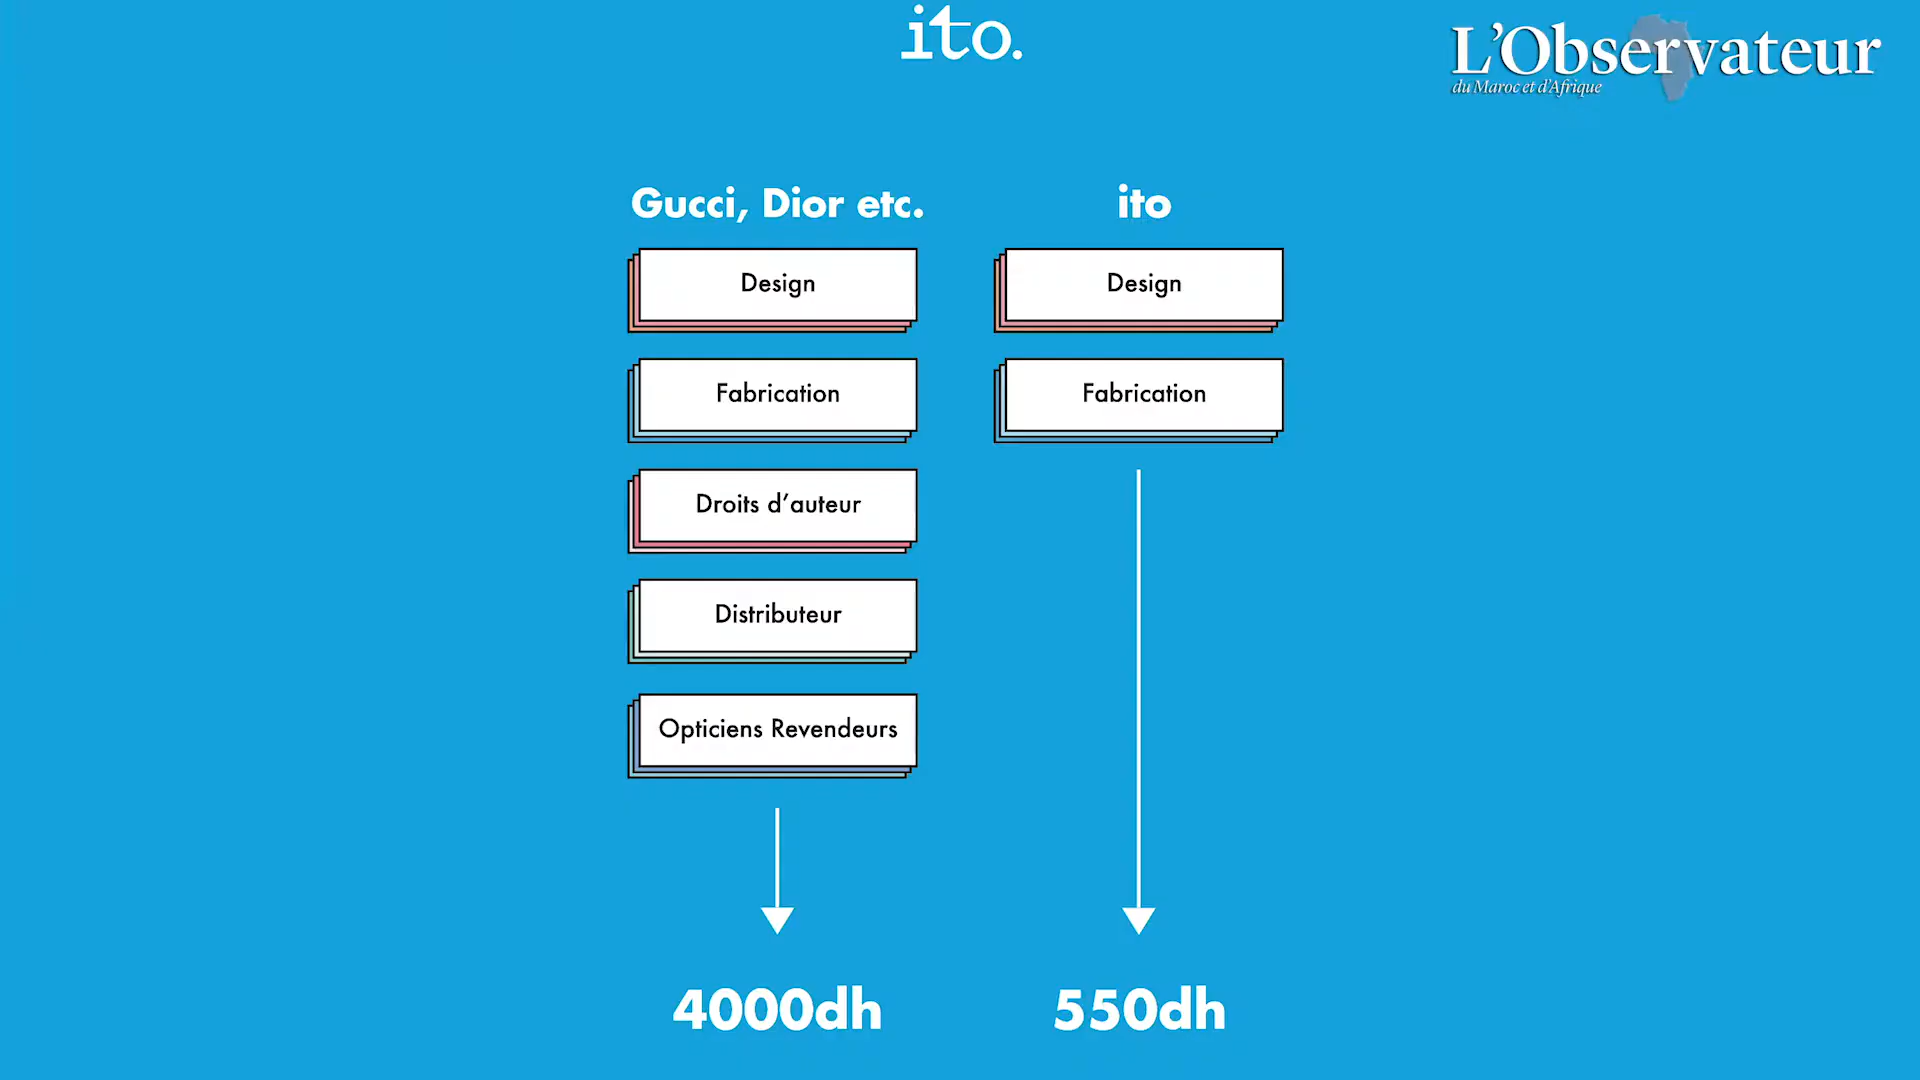 ito.
L'Observateur
du Maroc et d'Afrique
Gucci, Dior etc.
Design
Fabrication
Droits d'auteur
Distributeur
Opticiens Revendeurs
4000dh
ito
Design
Fabrication
550dh